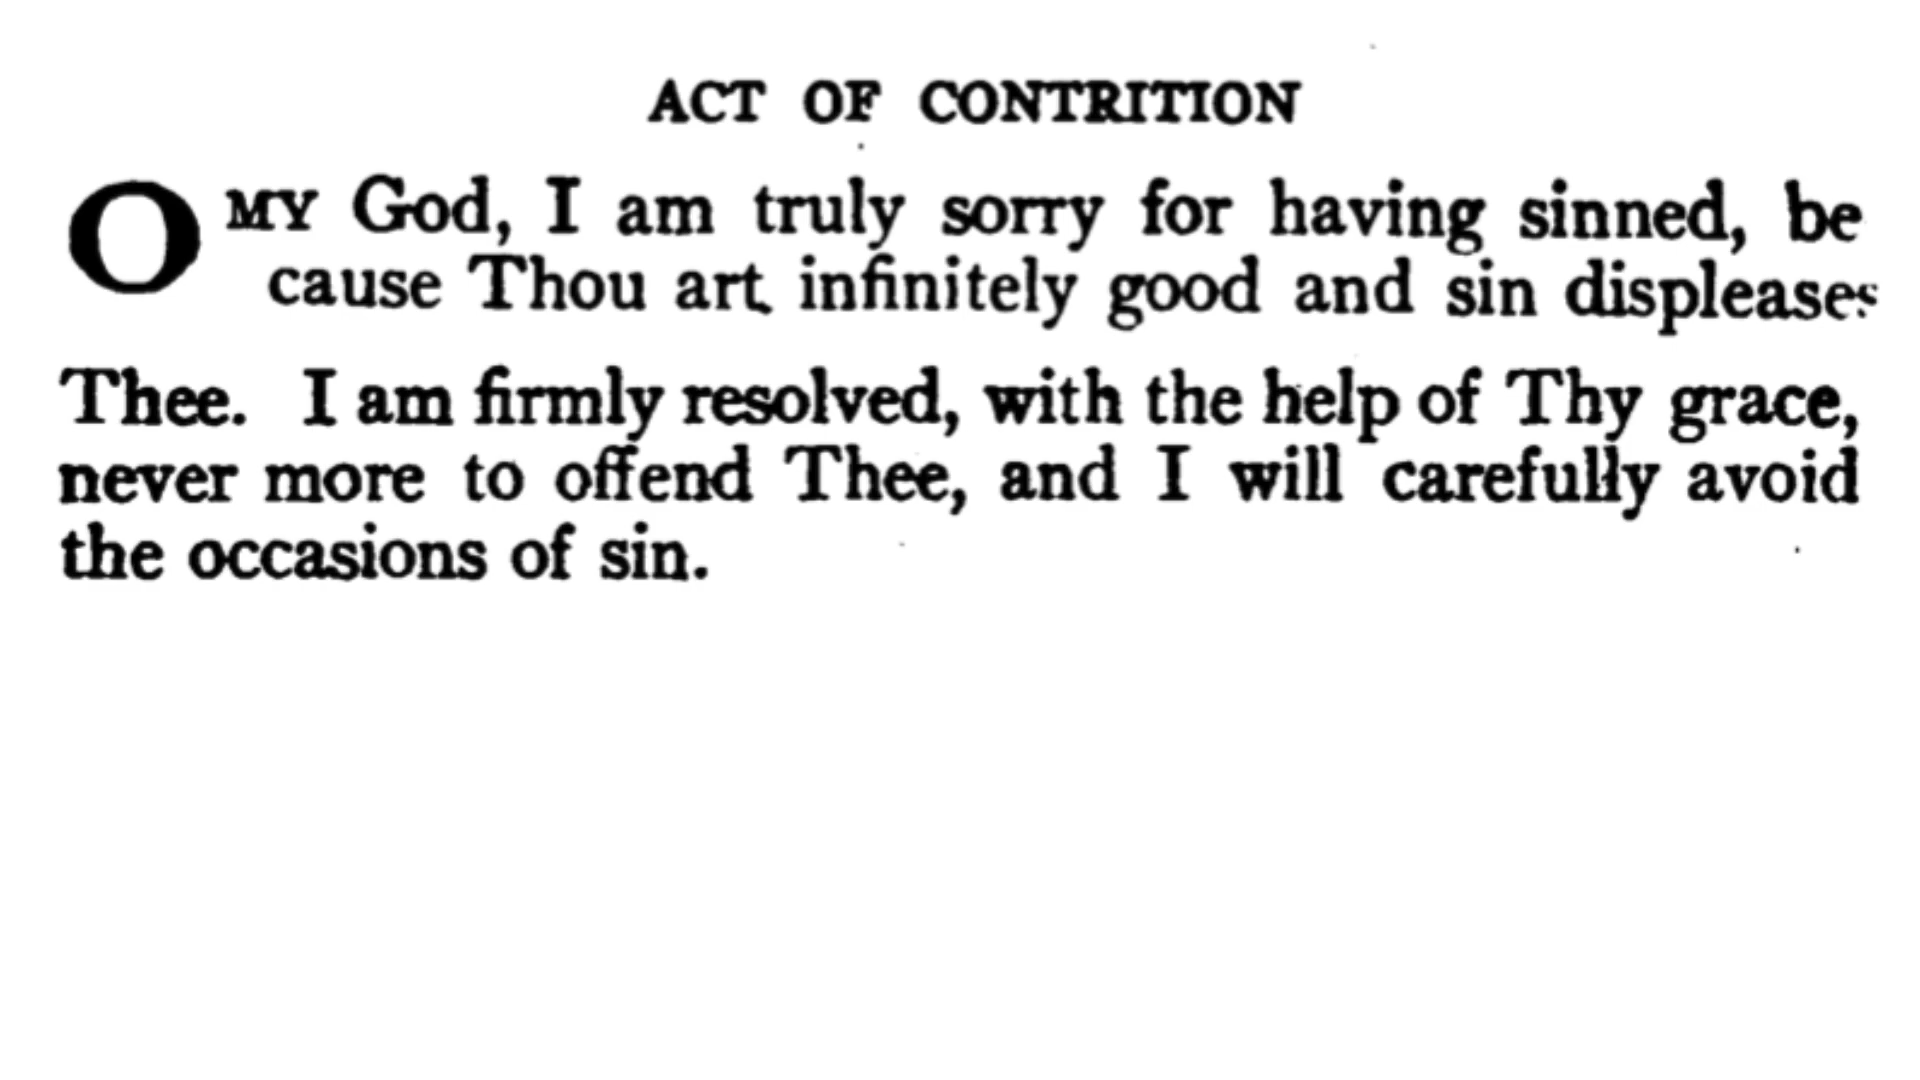 ACT OF CONTRITION
O MY God, I am truly sorry for having sinned, be
cause Thou art infinitely good and sin displeases
Thee. I am firmly resolved, with the help of Thy grace,
never more to offend Thee, and I will carefully avoid
the occasions of sin.